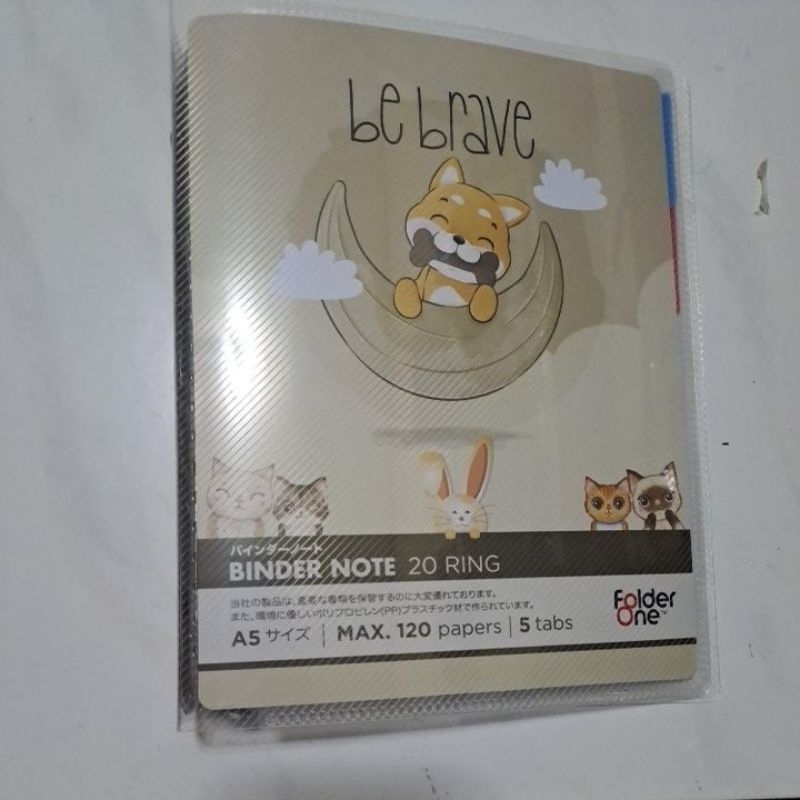 be brave
バインダーノート
BINDER NOTE 20 RING
当社の製品は、貴重な書類を保管するのに大変優れております。
また、環境に優しいポリプロピレン(PP)プラスチック材で作られています。
A5 サイズ | MAX. 120 papers | 5 tabs
Folder
One™